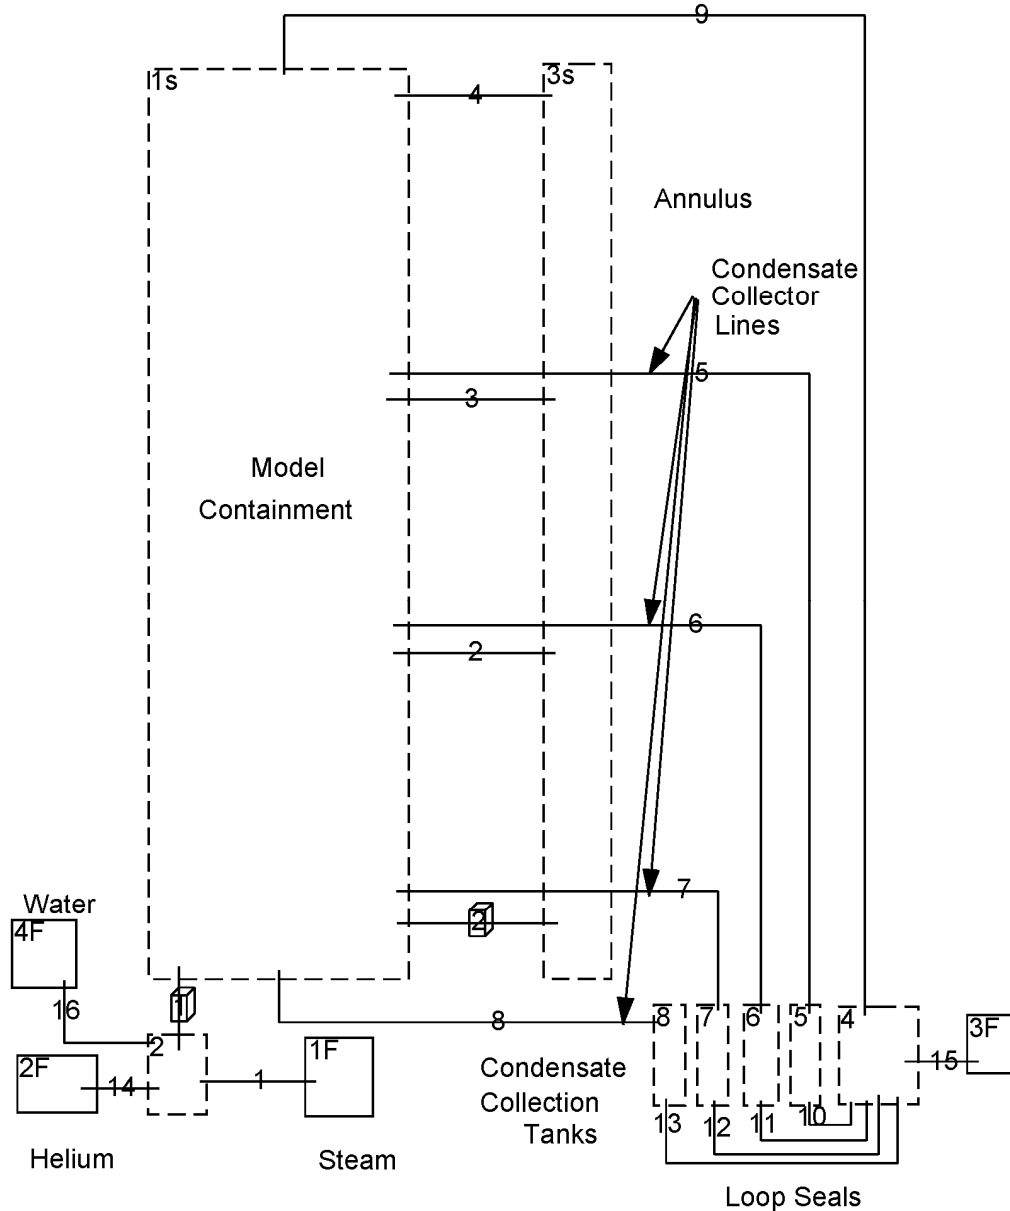 9
1s
3s
4
Annulus
Condensate
Collector
Lines
5
3
Model
Containment
6
2
7
2
Water
4F
16
1
8
8
7
6
5
4
3F
15
2
2F
14
1
1F
Condensate
Collection
Tanks
13
12
11
10
Helium
Steam
Loop Seals